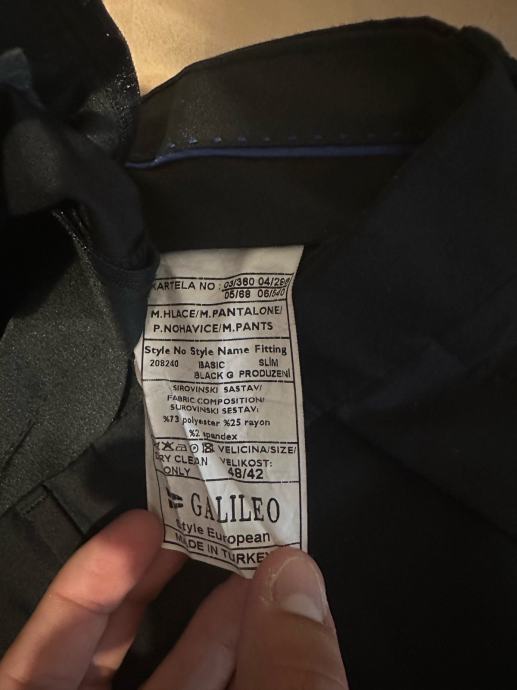 KARTELA NO : 03/360 04/
05/68 06/540
M.HLACE/M.PANTALONE/
P.NOHAVICE/M.PANTS
Style No Style Name Fitting
208240 BASIC SLİM
BLACK G PRODUZENİ
SIROVINSKI SASTAV/
FABRIC COMPOSITION/
SUROVINSKI SESTAV:
%73 polyester %25 rayon
%2 spandex
VELICINA/SIZE/
DRY CLEAN VELIKOST:
ONLY 48/42
GALILEO
Style European
MADE IN TURKEY